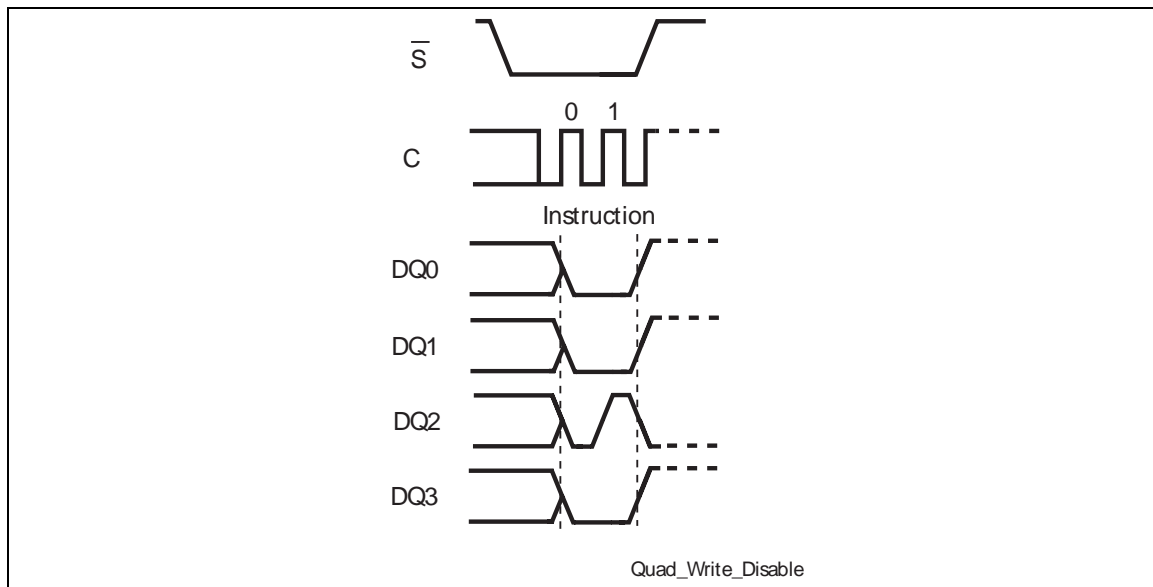 S̅
0 1
C
Instruction
DQ0
DQ1
DQ2
DQ3
Quad_Write_Disable